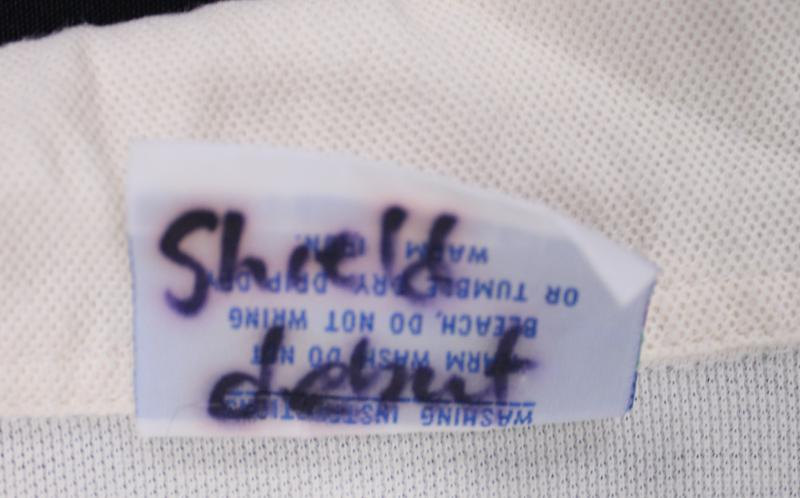 Shield
debut
WASHING INSTRUCTIONS
WARM WASH, DO NOT
BLEACH, DO NOT WRING
OR TUMBLE DRY, DRIP DRY
WARM IRON.